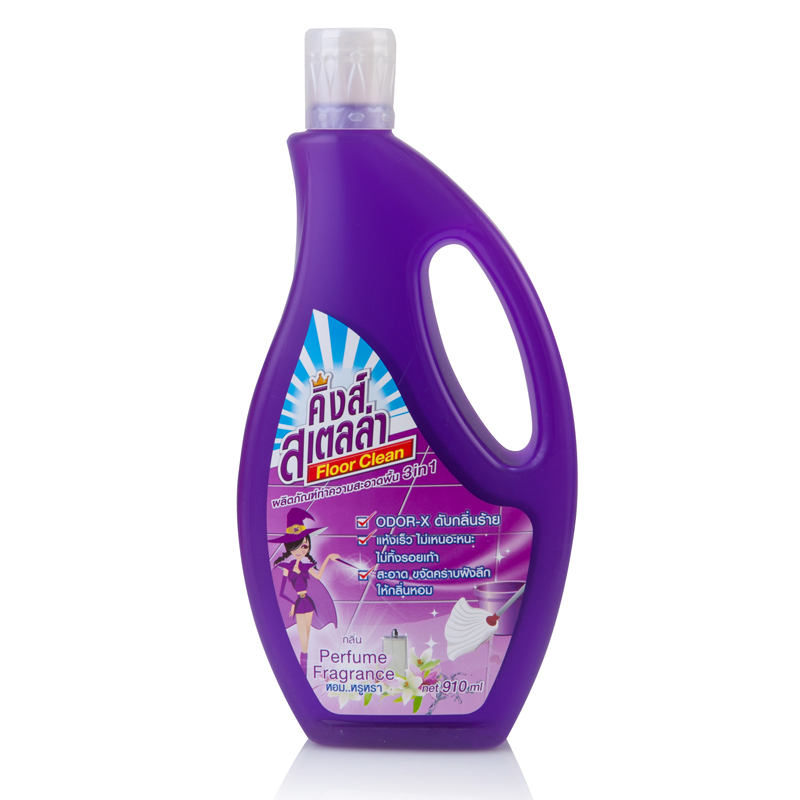 คิงส์
สเตลล่า
Floor Clean
ผลิตภัณฑ์ทำความสะอาดพื้น 3 in 1
ODOR-X ดับกลิ่นร้าย
แห้งเร็ว ไม่เหนอะหนะ
ไม่ทิ้งรอยเท้า
สะอาด ขจัดคราบฝังลึก
ให้กลิ่นหอม
กลิ่น
Perfume
Fragrance
หอม..หรูหรา
net 910 ml